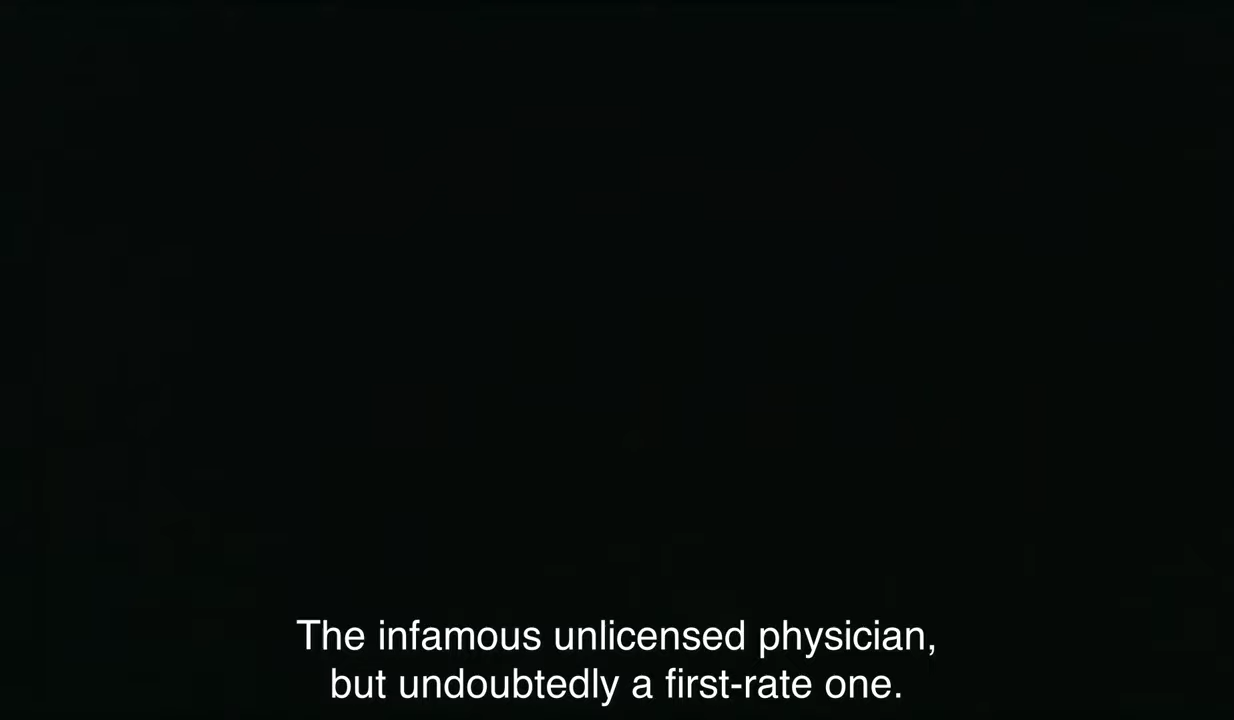 The infamous unlicensed physician,
but undoubtedly a first-rate one.